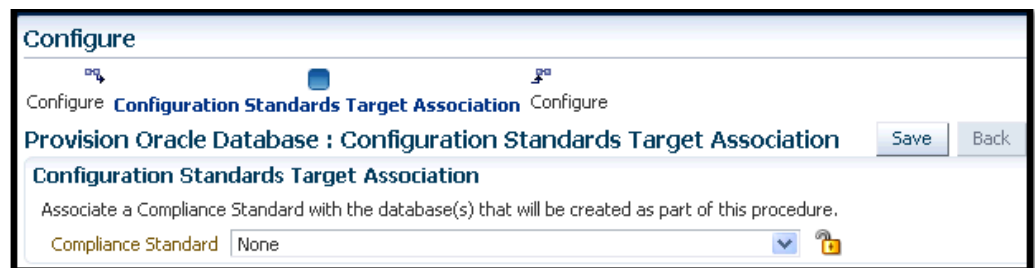 Configure
Configure Configuration Standards Target Association Configure
Provision Oracle Database : Configuration Standards Target Association Save Back
Configuration Standards Target Association
Associate a Compliance Standard with the database(s) that will be created as part of this procedure.
Compliance Standard None